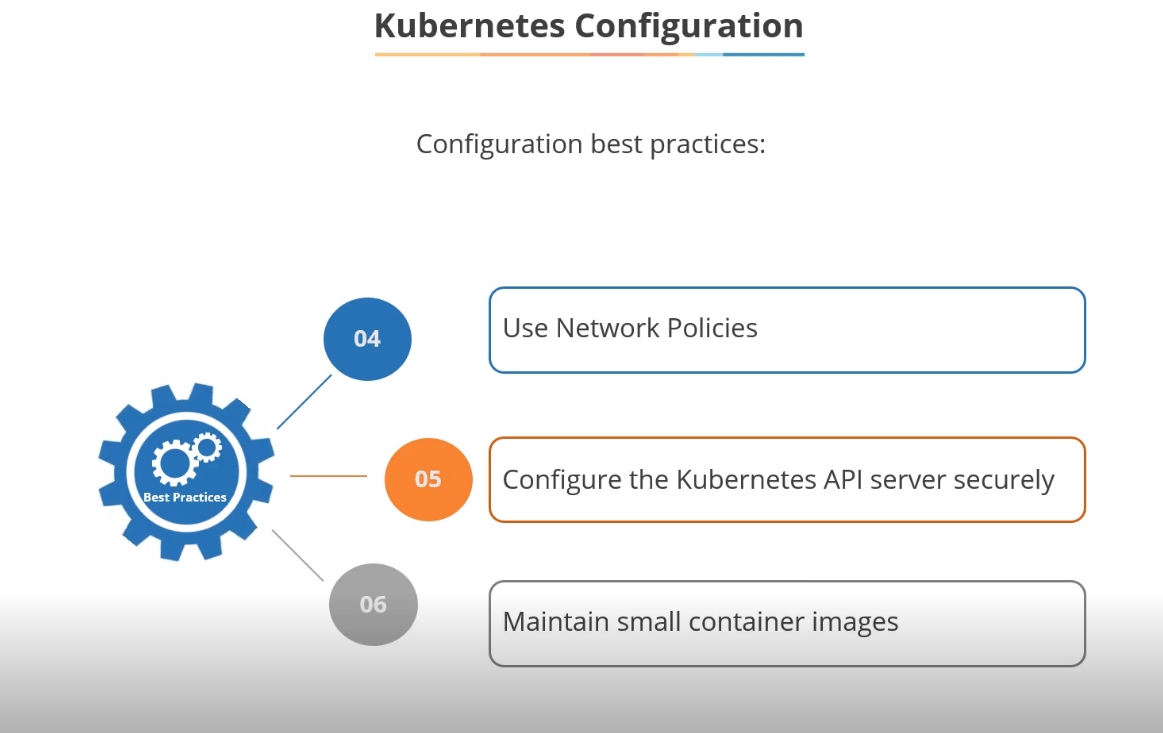 Kubernetes Configuration
Configuration best practices:
04
Use Network Policies
Best Practices
05
Configure the Kubernetes API server securely
06
Maintain small container images